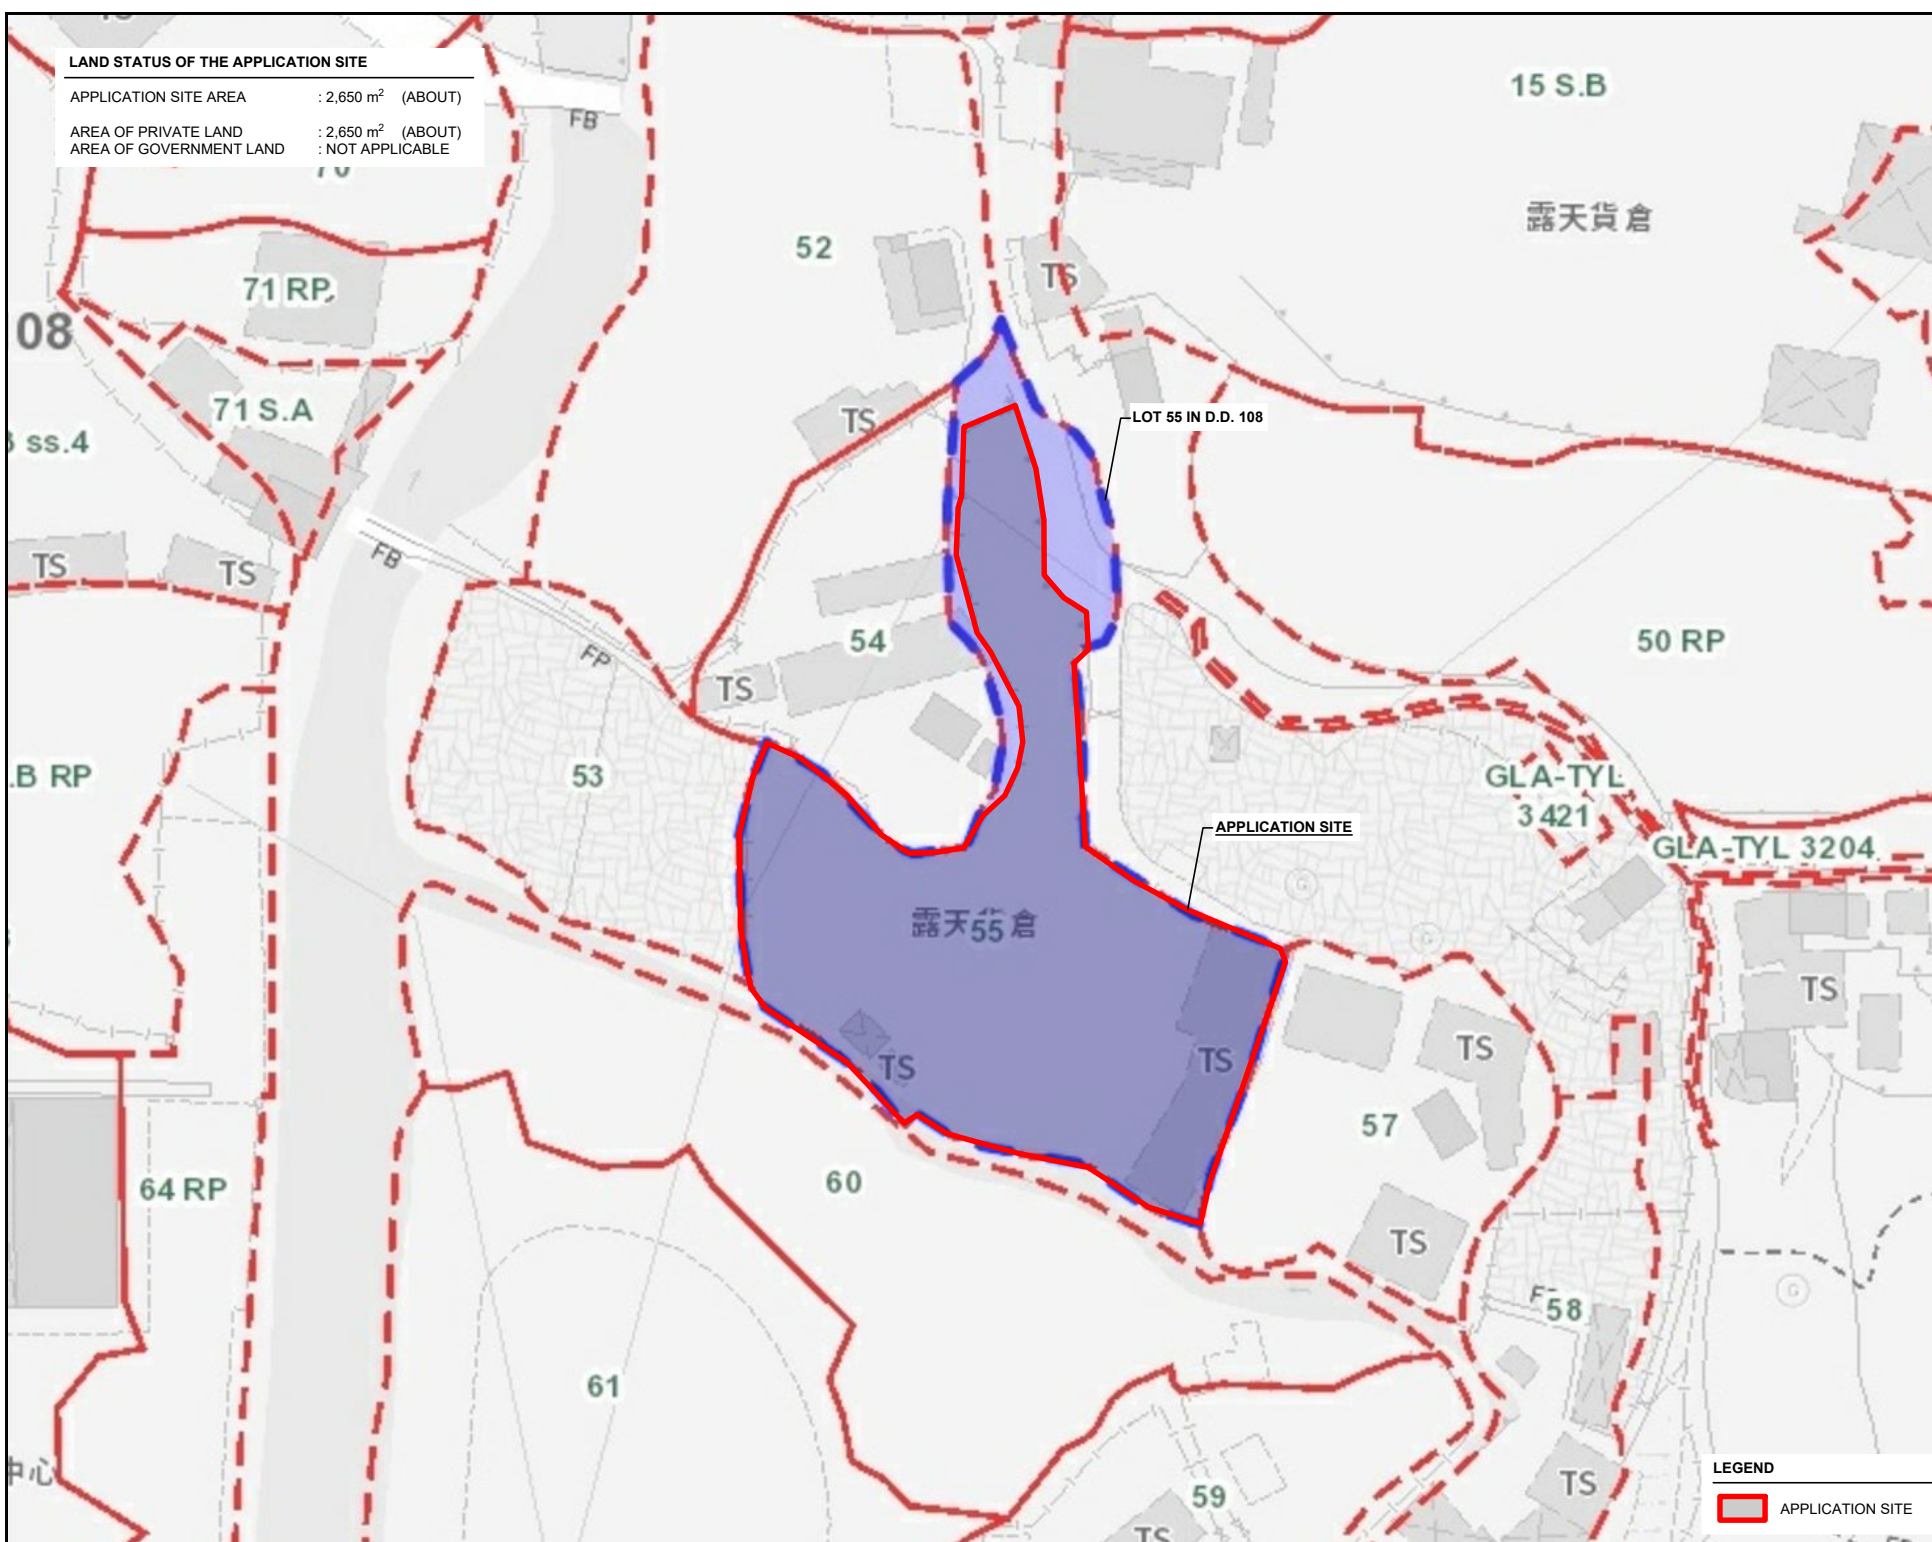 LAND STATUS OF THE APPLICATION SITE
APPLICATION SITE AREA : 2,650 m² (ABOUT)
AREA OF PRIVATE LAND : 2,650 m² (ABOUT)
AREA OF GOVERNMENT LAND : NOT APPLICABLE
FB
15 S.B
70
露天貨倉
52
TS
71 RP
08
71 S.A
TS
LOT 55 IN D.D. 108
ss.4
FB
TS
TS
54
50 RP
FP
TS
.B RP
53
GLA-TYL
3421
APPLICATION SITE
GLA-TYL 3204
露天貨倉
55
G
G
TS
TS
TS
TS
57
64 RP
60
TS
G
58
61
中心
59
TS
TS
LEGEND
APPLICATION SITE